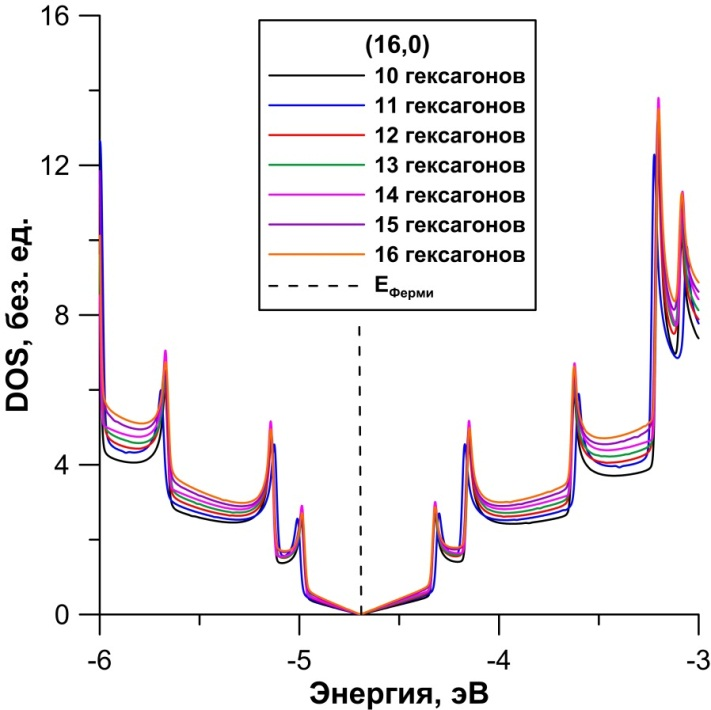 16
12
8
4
0
DOS, без. ед.
(16,0)
10 гексагонов
11 гексагонов
12 гексагонов
13 гексагонов
14 гексагонов
15 гексагонов
16 гексагонов
EФерми
-6 -5 -4 -3
Энергия, эВ